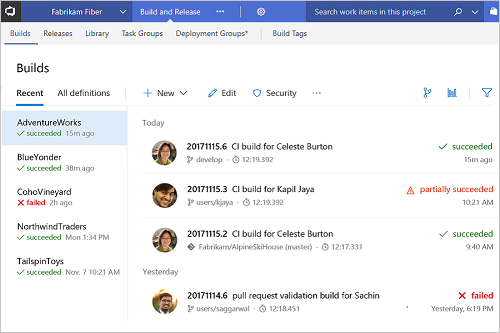 Fabrikam Fiber
Build and Release
Search work items in this project
Builds
Releases
Library
Task Groups
Deployment Groups*
Build Tags
Builds
Recent
All definitions
New
Edit
Security
AdventureWorks
succeeded 15m ago
BlueYonder
succeeded 38m ago
CohoVineyard
failed 2h ago
NorthwindTraders
succeeded Mon 1:34 PM
TailspinToys
succeeded Nov. 7 10:21 AM
Today
20171115.6 CI build for Celeste Burton
succeeded
develop · 12:19.392
15m ago
20171115.3 CI build for Kapil Jaya
partially succeeded
users/kjaya · 12:19.392
10:21 AM
20171115.2 CI build for Celeste Burton
succeeded
Fabrikam/AlpineSkiHouse (master) · 12:17.331
9:40 AM
Yesterday
20171114.6 pull request validation build for Sachin
failed
users/saggarwal · 12:18.451
Yesterday, 6:19 PM